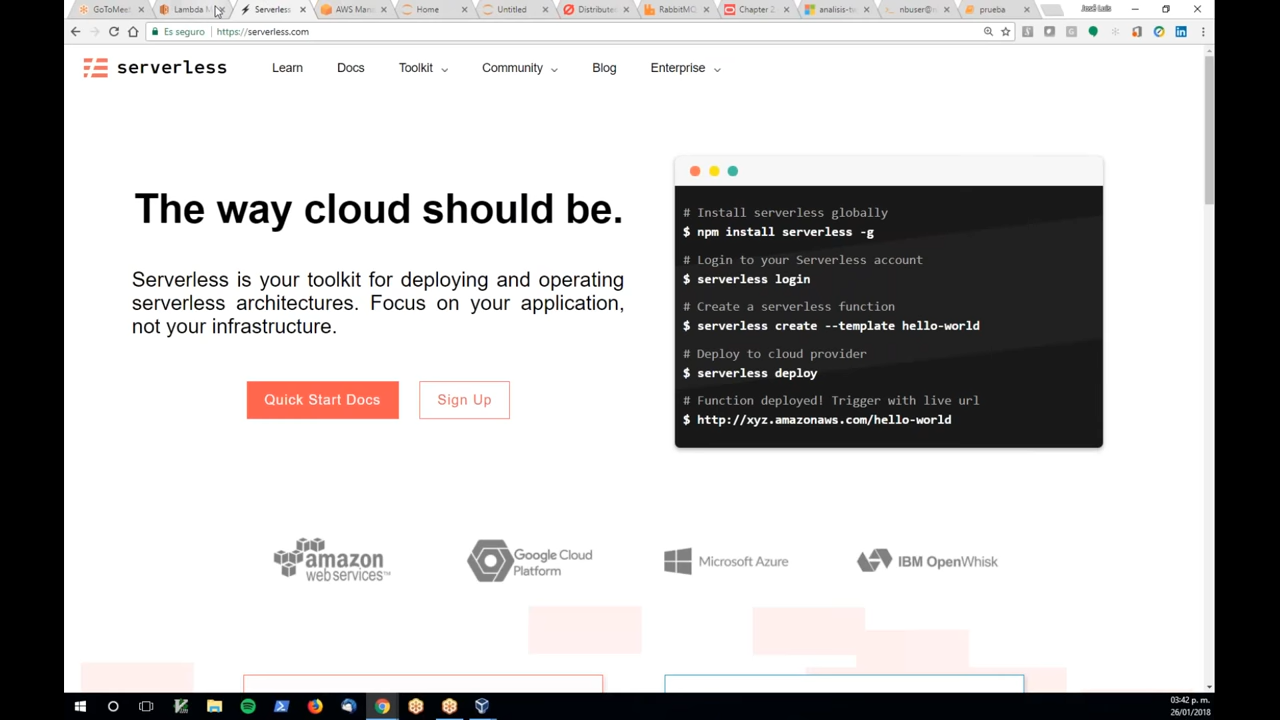 GoToMeet
Lambda M
Serverless
AWS Man
Home
Untitled
Distribute
RabbitMQ
Chapter 2
analisis-tw
nbuser@n
prueba
José Luis
Es seguro
https://serverless.com
serverless
Learn
Docs
Toolkit
Community
Blog
Enterprise
The way cloud should be.
Serverless is your toolkit for deploying and operating
serverless architectures. Focus on your application,
not your infrastructure.
Quick Start Docs
Sign Up
# Install serverless globally
$ npm install serverless -g
# Login to your Serverless account
$ serverless login
# Create a serverless function
$ serverless create --template hello-world
# Deploy to cloud provider
$ serverless deploy
# Function deployed! Trigger with live url
$ http://xyz.amazonaws.com/hello-world
amazon
web services™
Google Cloud
Platform
Microsoft Azure
IBM OpenWhisk
03:42 p. m.
26/01/2018